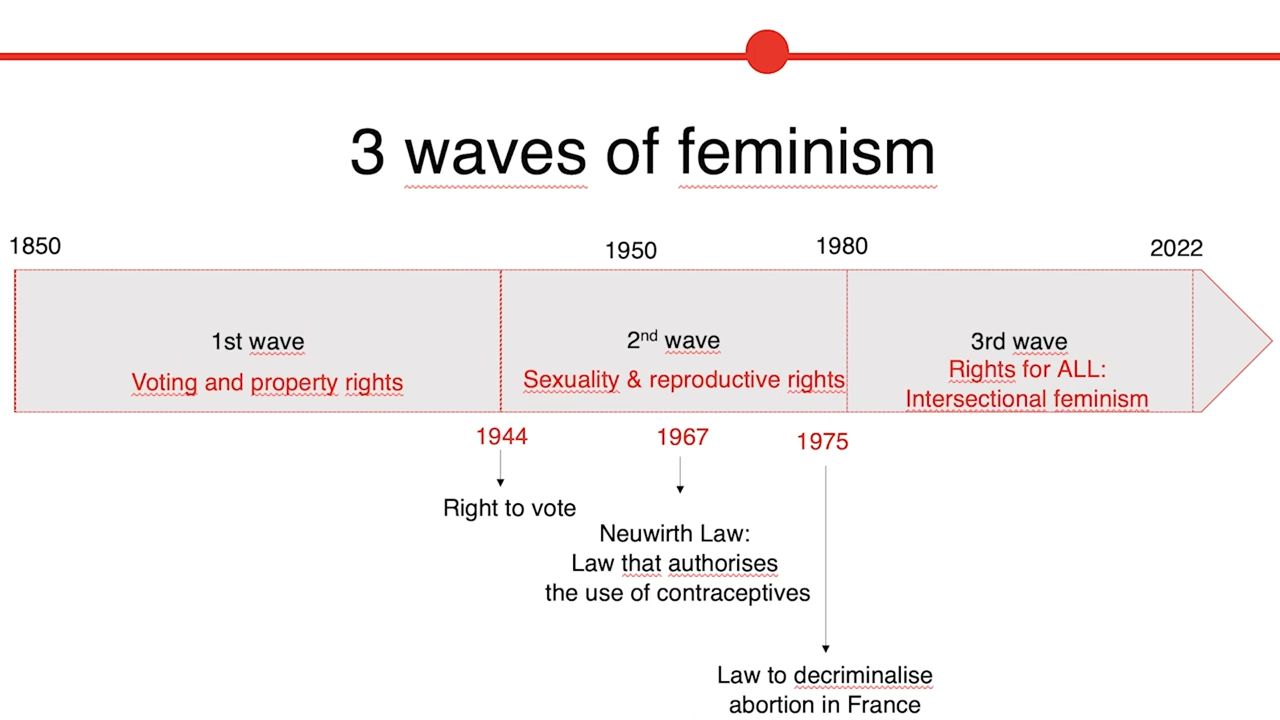 3 waves of feminism
1850
1950
1980
2022
1st wave
Voting and property rights
2nd wave
Sexuality & reproductive rights
3rd wave
Rights for ALL:
Intersectional feminism
1944
1967
1975
Right to vote
Neuwirth Law:
Law that authorises
the use of contraceptives
Law to decriminalise
abortion in France